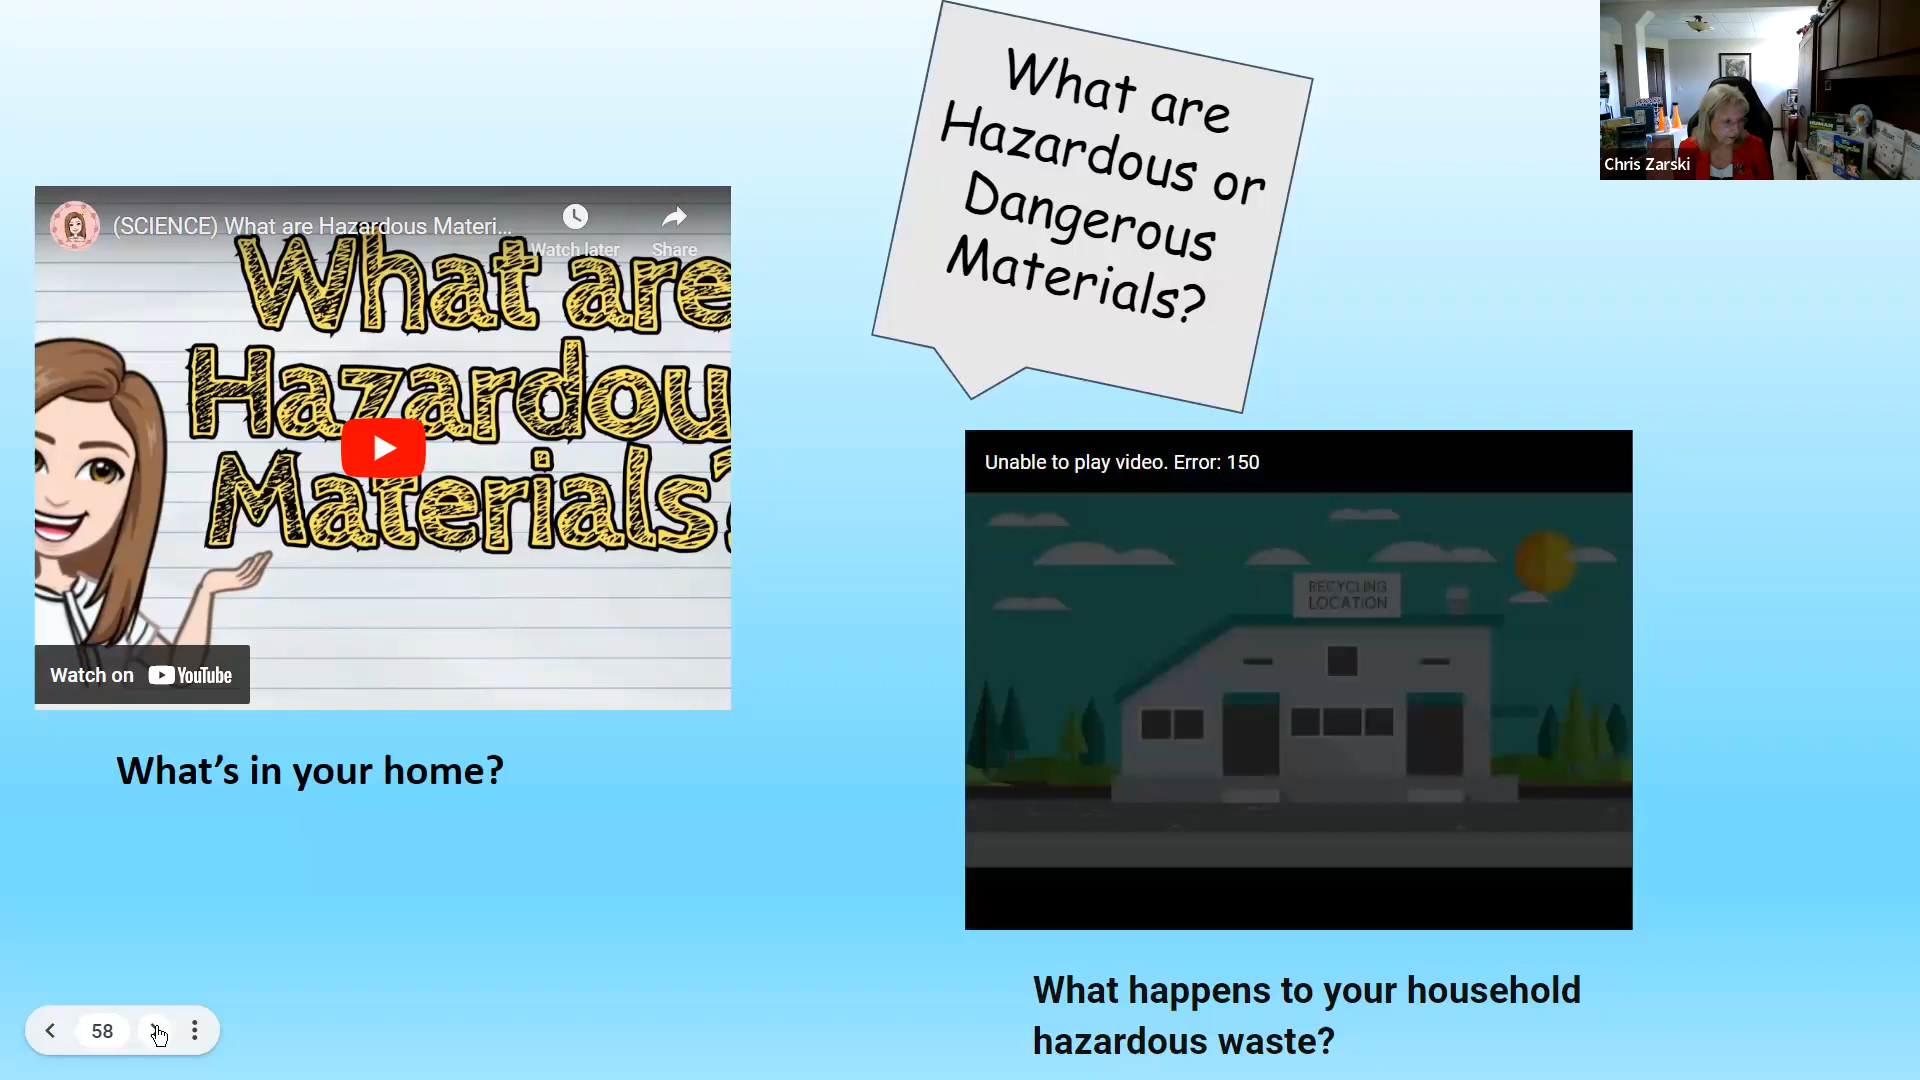 What are
Hazardous or
Dangerous
Materials?
Chris Zarski
(SCIENCE) What are Hazardous Materi...
Watch later
Share
What are
Hazardou
Materials?
Watch on YouTube
What's in your home?
Unable to play video. Error: 150
RECYCLING
LOCATION
What happens to your household
hazardous waste?
58